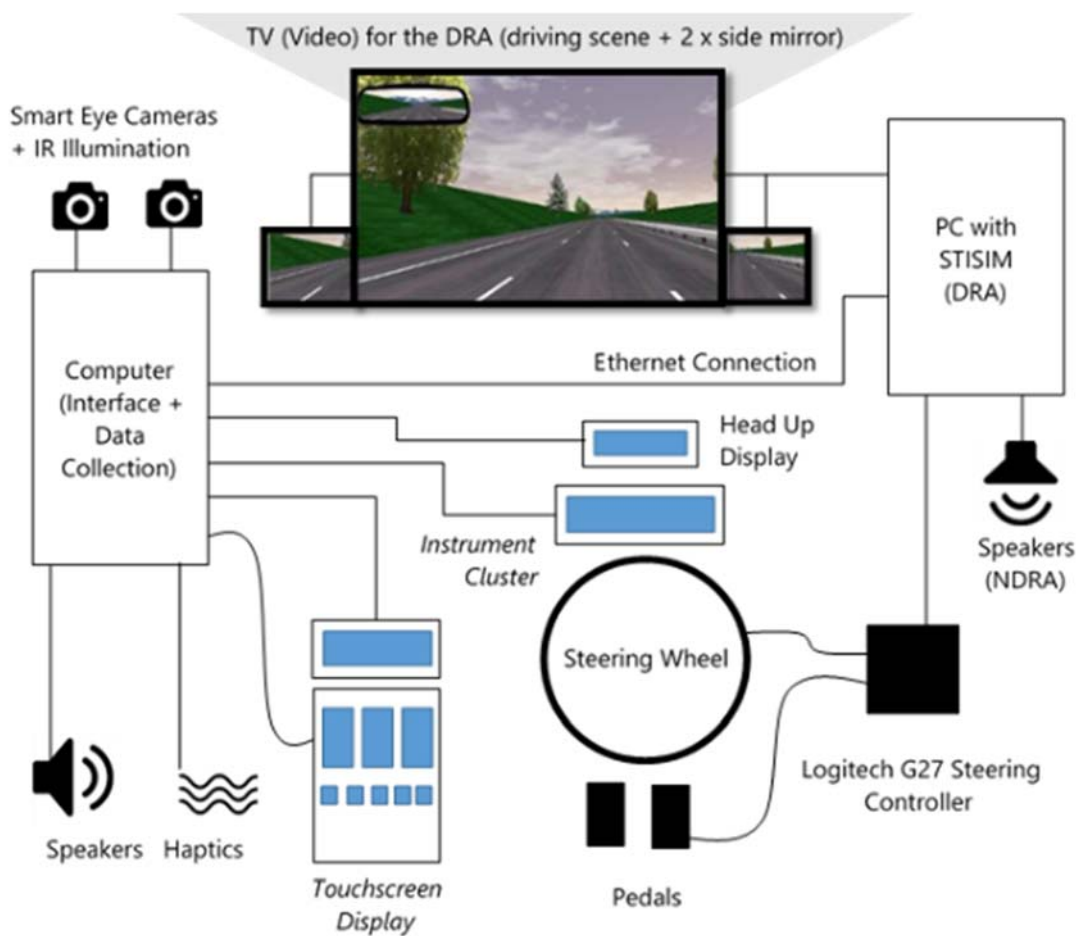 TV (Video) for the DRA (driving scene + 2 x side mirror)
Smart Eye Cameras
+ IR Illumination
PC with
STISIM
(DRA)
Ethernet Connection
Computer
(Interface +
Data
Collection)
Head Up
Display
Instrument
Cluster
Speakers
(NDRA)
Steering Wheel
Logitech G27 Steering
Controller
Speakers
Haptics
Touchscreen
Display
Pedals